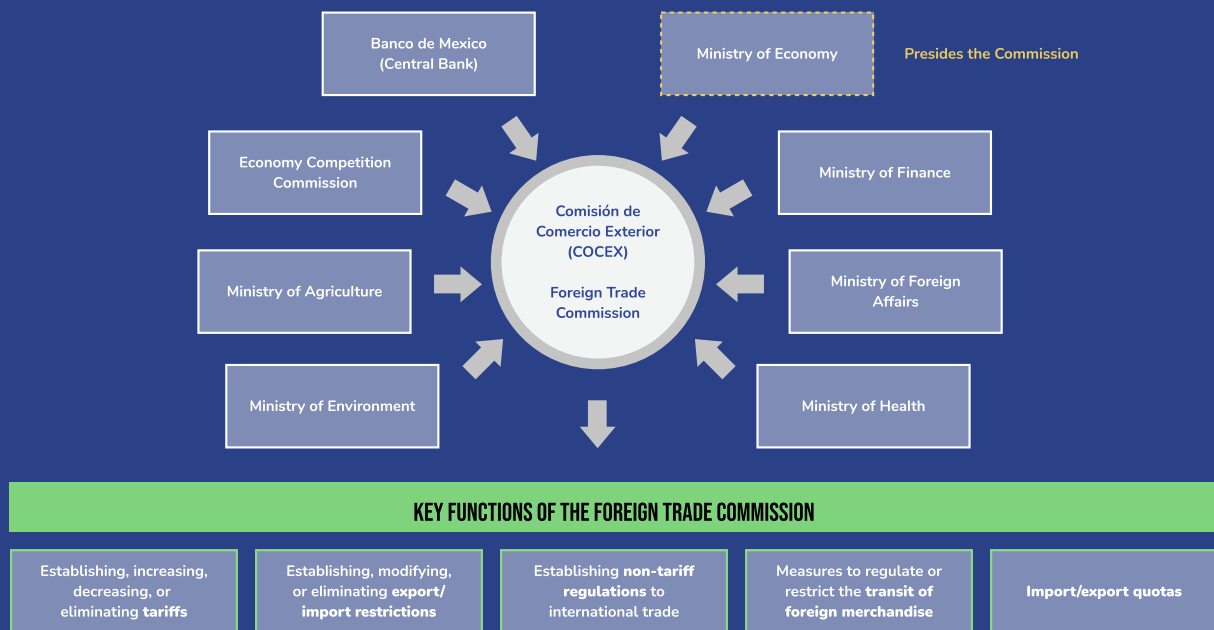 Banco de Mexico
(Central Bank)
Ministry of Economy
Presides the Commission
Economy Competition
Commission
Ministry of Finance
Comisión de
Comercio Exterior
(COCEX)
Foreign Trade
Commission
Ministry of Agriculture
Ministry of Foreign
Affairs
Ministry of Environment
Ministry of Health
KEY FUNCTIONS OF THE FOREIGN TRADE COMMISSION
Establishing, increasing,
decreasing, or
eliminating tariffs
Establishing, modifying,
or eliminating export/
import restrictions
Establishing non-tariff
regulations to
international trade
Measures to regulate or
restrict the transit of
foreign merchandise
Import/export quotas